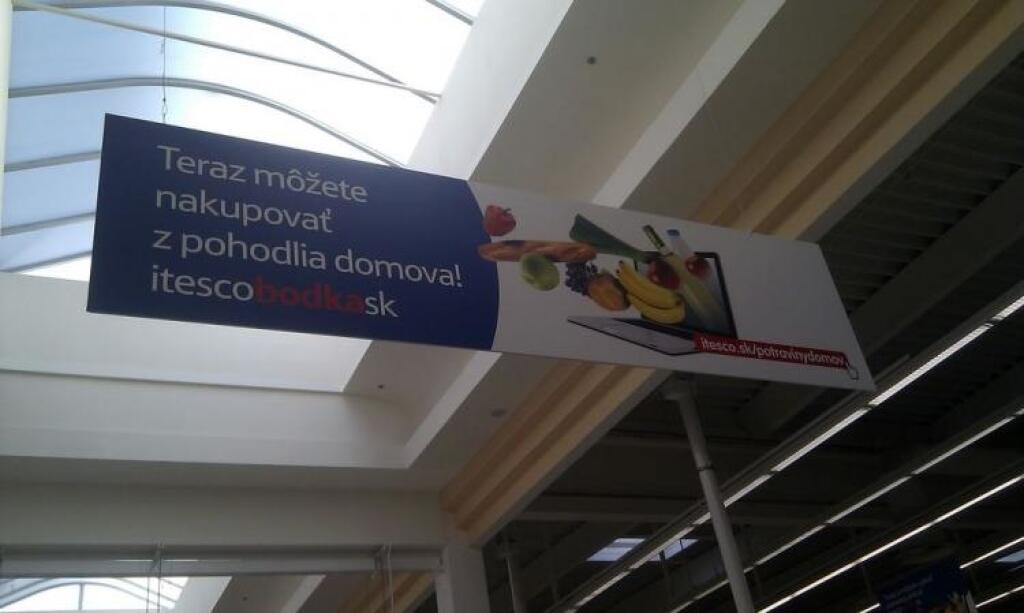 Teraz môžete
nakupovať
z pohodlia domova!
itescobodkask
itesco.sk/potravinydomov